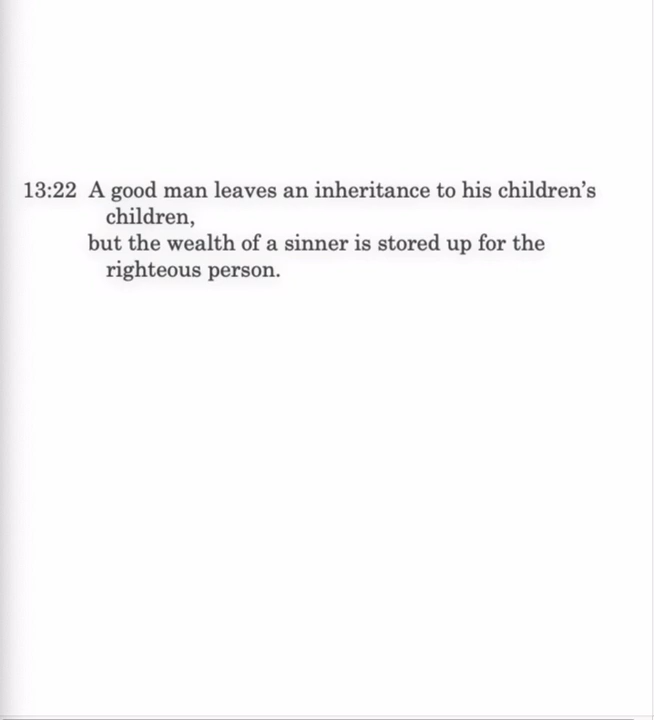 13:22 A good man leaves an inheritance to his children’s
children,
but the wealth of a sinner is stored up for the
righteous person.